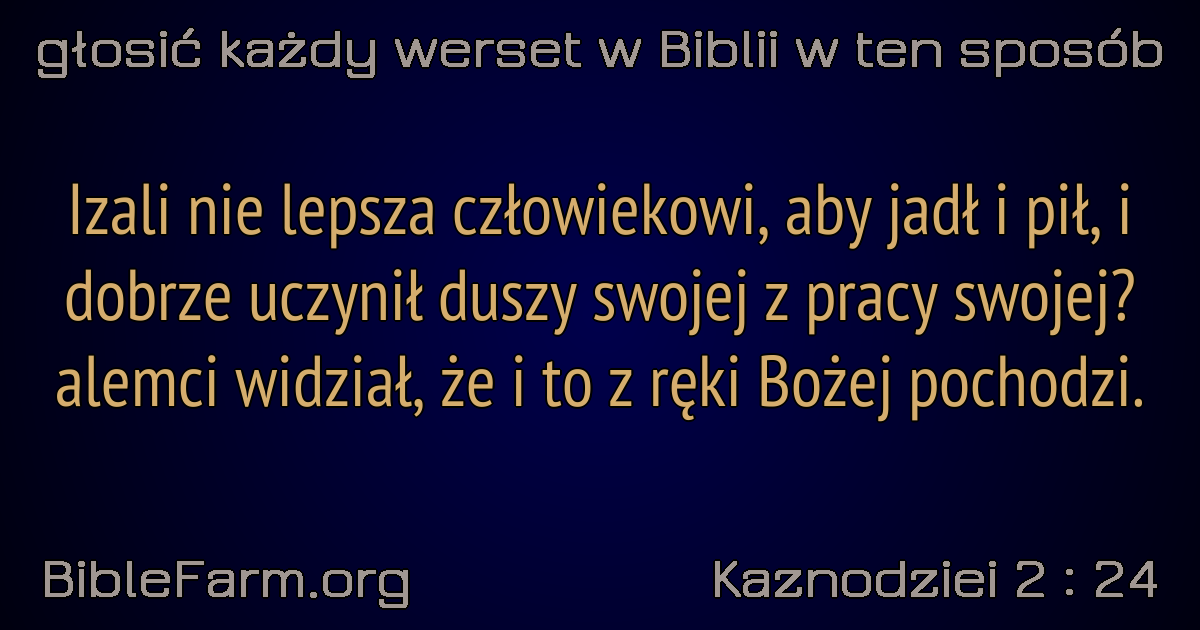 głosić każdy werset w Biblii w ten sposób
Izali nie lepsza człowiekowi, aby jadł i pił, i
dobrze uczynił duszy swojej z pracy swojej?
alemci widział, że i to z ręki Bożej pochodzi.
BibleFarm.org
Kaznodziei 2 : 24